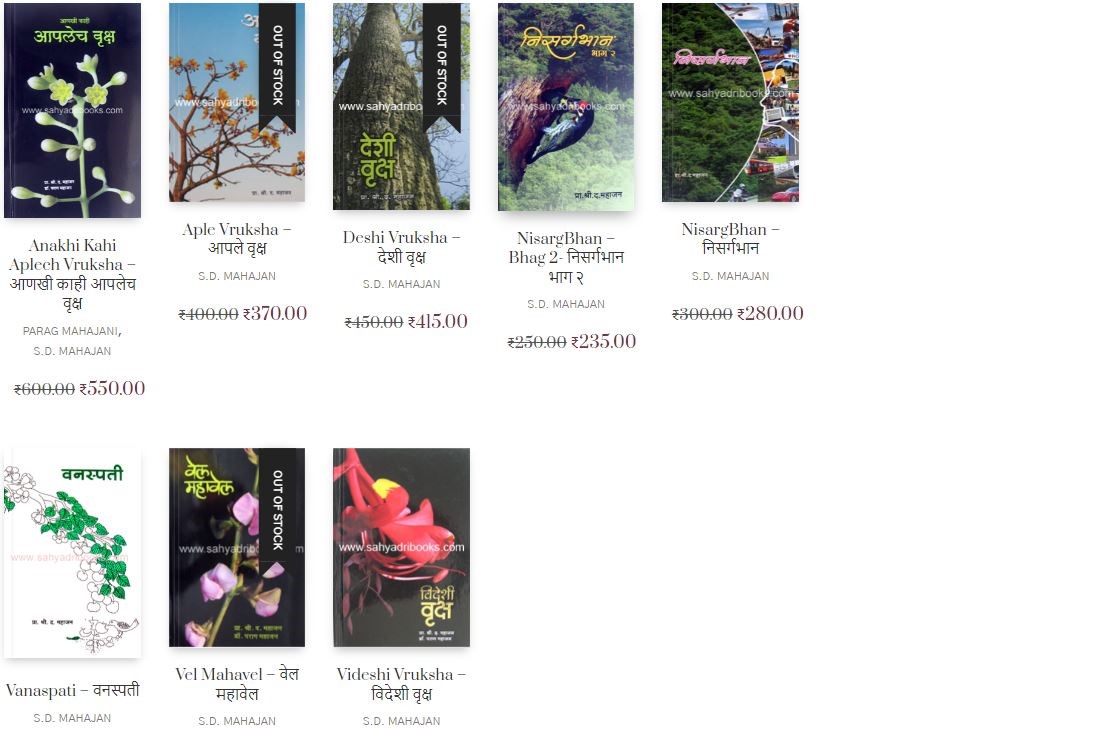 आणखी काही
आपलेच वृक्ष
www.sahyadribooks.com
प्रा. श्री. द. महाजन
डॉ. पराग महाजन
Anakhi Kahi
Aplech Vruksha –
आणखी काही आपलेच
वृक्ष
PARAG MAHAJANI,
S.D. MAHAJAN
₹600.00 ₹550.00
OUT OF STOCK
www.sahyadrib
प्रा. श्री. द. महाजन
Aple Vruksha –
आपले वृक्ष
S.D. MAHAJAN
₹400.00 ₹370.00
OUT OF STOCK
www.sahyadribo
देशी
वृक्ष
प्रा. श्री. द. महाजन
Deshi Vruksha –
देशी वृक्ष
S.D. MAHAJAN
₹450.00 ₹415.00
निसर्गभान
भाग २
www.sahyadribooks.com
प्रा.श्री.द.महाजन
NisargBhan –
Bhag 2- निसर्गभान
भाग २
S.D. MAHAJAN
₹250.00 ₹235.00
निसर्गभान
www.sahyadribooks.com
प्रा.श्री.द.महाजन
NisargBhan –
निसर्गभान
S.D. MAHAJAN
₹300.00 ₹280.00
वनस्पती
www.sahyadribooks.com
प्रा. श्री. द. महाजन
Vanaspati – वनस्पती
S.D. MAHAJAN
वेल
महावेल
OUT OF STOCK
www.sahyadribo
प्रा. श्री. द. महाजन
डॉ. पराग महाजन
Vel Mahavel – वेल
महावेल
S.D. MAHAJAN
www.sahyadribooks.com
विदेशी
वृक्ष
प्रा. श्री. द. महाजन
डॉ. पराग महाजन
Videshi Vruksha –
विदेशी वृक्ष
S.D. MAHAJAN